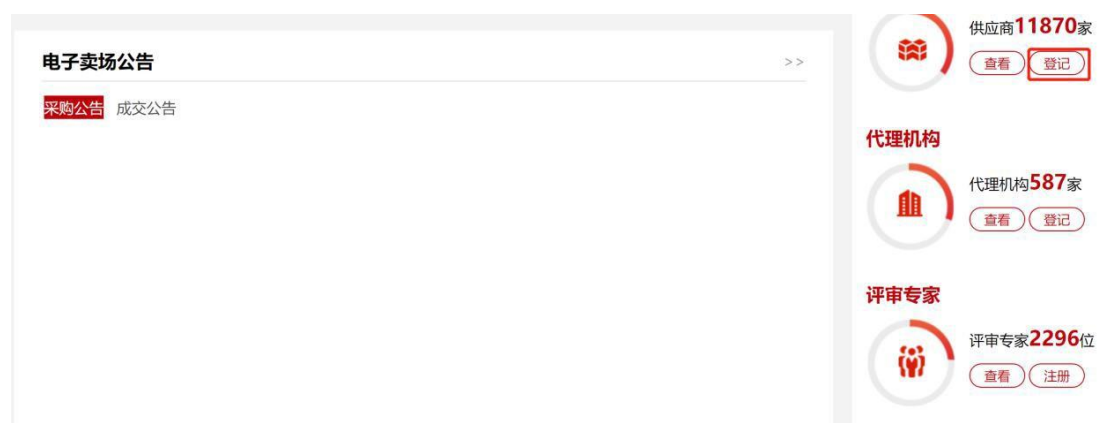 电子卖场公告
>>
采购公告 成交公告
供应商11870家
查看 登记
代理机构
代理机构587家
查看 登记
评审专家
评审专家2296位
查看 注册